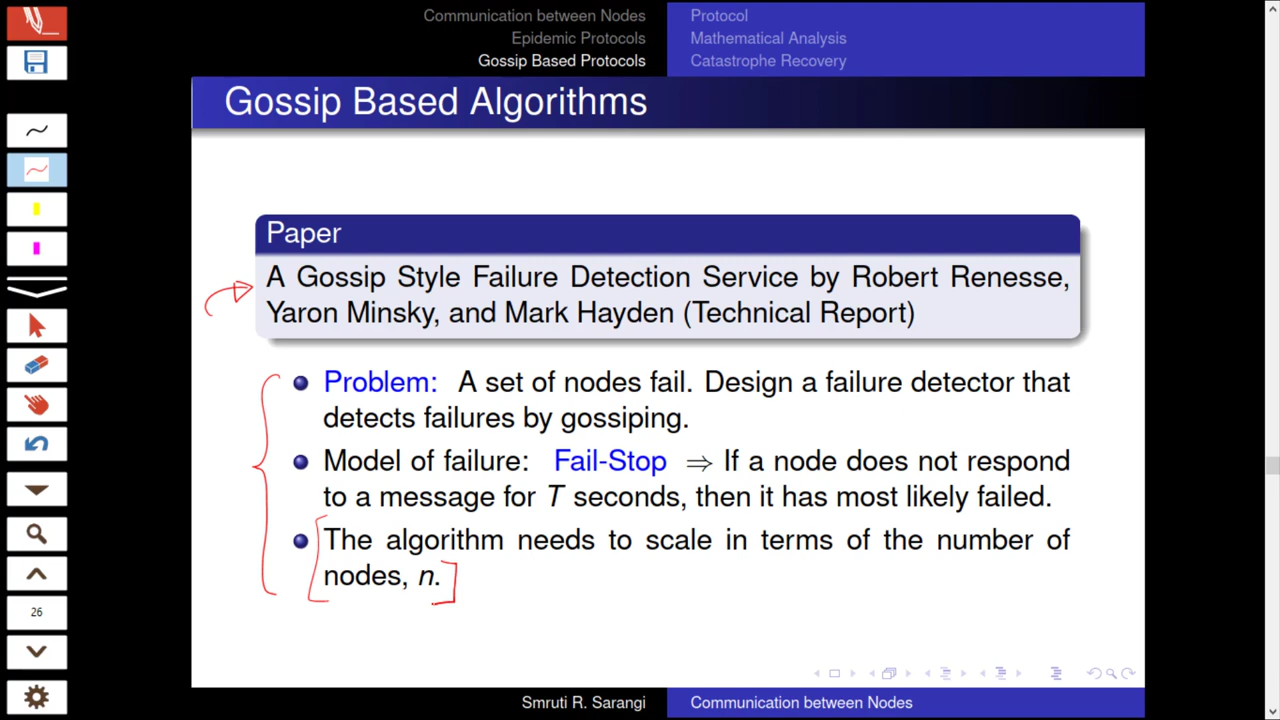 Communication between Nodes
Epidemic Protocols
Gossip Based Protocols
Protocol
Mathematical Analysis
Catastrophe Recovery
Gossip Based Algorithms
Paper
A Gossip Style Failure Detection Service by Robert Renesse,
Yaron Minsky, and Mark Hayden (Technical Report)
Problem: A set of nodes fail. Design a failure detector that
detects failures by gossiping.
Model of failure: Fail-Stop ⇒ If a node does not respond
to a message for T seconds, then it has most likely failed.
The algorithm needs to scale in terms of the number of
nodes, n.
26
Smruti R. Sarangi
Communication between Nodes